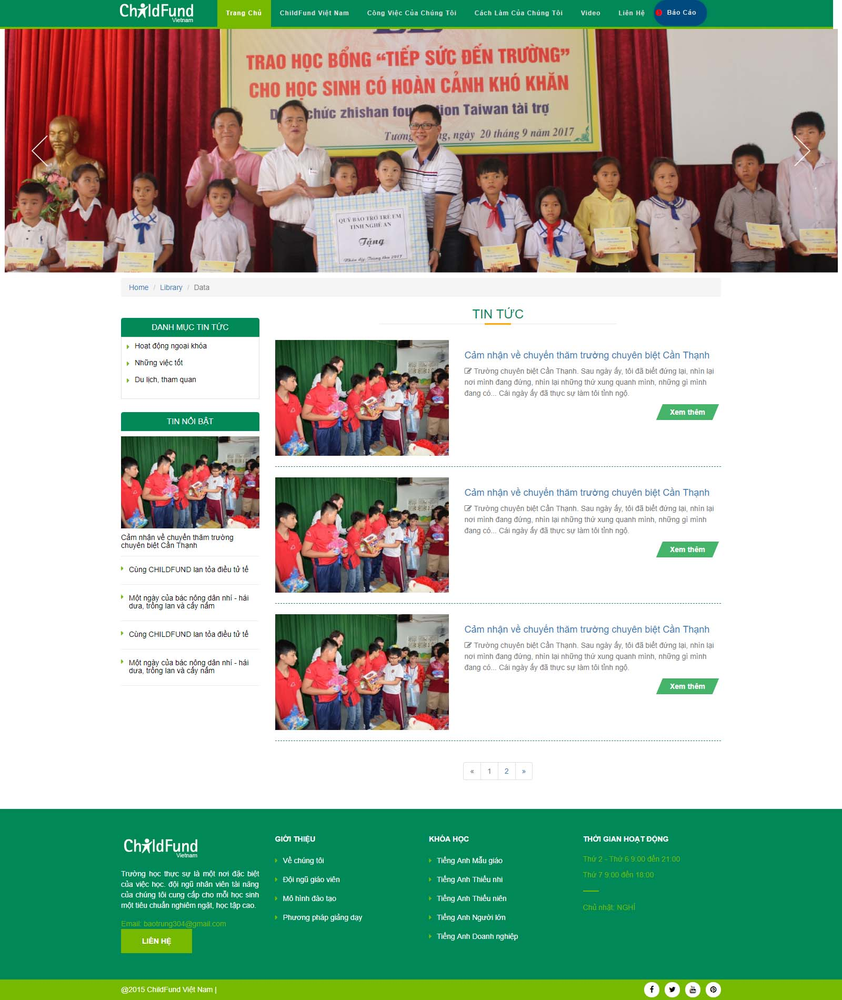 ChildFund
Vietnam
Trang Chủ
ChildFund Việt Nam
Công Việc Của Chúng Tôi
Cách Làm Của Chúng Tôi
Video
Liên Hệ
Báo Cáo
TRAO HỌC BỔNG “TIẾP SỨC ĐẾN TRƯỜNG”
CHO HỌC SINH CÓ HOÀN CẢNH KHÓ KHĂN
chức zhishan Taiwan tài trợ
ngày 20 tháng 9 năm 2017
QUỸ BẢO TRỢ TRẺ EM
TỈNH NGHỆ AN
Tặng
Nhân dịp Trung thu 2017
Home / Library / Data
TIN TỨC
DANH MỤC TIN TỨC
Hoạt động ngoại khóa
Những việc tốt
Du lịch, tham quan
TIN NỔI BẬT
Cảm nhận về chuyến thăm trường
chuyên biệt Cần Thạnh
Cùng CHILDFUND lan tỏa điều tử tế
Một ngày của bác nông dân nhí - hái
dưa, trồng lan và cấy nấm
Cùng CHILDFUND lan tỏa điều tử tế
Một ngày của bác nông dân nhí - hái
dưa, trồng lan và cấy nấm
Cảm nhận về chuyến thăm trường chuyên biệt Cần Thạnh
Trường chuyên biệt Cần Thạnh. Sau ngày ấy, tôi đã biết đứng lại, nhìn lại
nơi mình đang đứng, nhìn lại những thứ xung quanh mình, những gì mình
đang có... Cái ngày ấy đã thực sự làm tôi tỉnh ngộ.
Xem thêm
Cảm nhận về chuyến thăm trường chuyên biệt Cần Thạnh
Trường chuyên biệt Cần Thạnh. Sau ngày ấy, tôi đã biết đứng lại, nhìn lại
nơi mình đang đứng, nhìn lại những thứ xung quanh mình, những gì mình
đang có... Cái ngày ấy đã thực sự làm tôi tỉnh ngộ.
Xem thêm
Cảm nhận về chuyến thăm trường chuyên biệt Cần Thạnh
Trường chuyên biệt Cần Thạnh. Sau ngày ấy, tôi đã biết đứng lại, nhìn lại
nơi mình đang đứng, nhìn lại những thứ xung quanh mình, những gì mình
đang có... Cái ngày ấy đã thực sự làm tôi tỉnh ngộ.
Xem thêm
« 1 2 »
ChildFund
Vietnam
Trường học thực sự là một nơi đặc biệt
của việc học. đội ngũ nhân viên tài năng
của chúng tôi cung cấp cho mỗi học sinh
một tiêu chuẩn nghiêm ngặt, học tập cao.
Email: baotrung304@gmail.com
LIÊN HỆ
GIỚI THIỆU
Về chúng tôi
Đội ngũ giáo viên
Mô hình đào tạo
Phương pháp giảng dạy
KHÓA HỌC
Tiếng Anh Mẫu giáo
Tiếng Anh Thiếu nhi
Tiếng Anh Thiếu niên
Tiếng Anh Người lớn
Tiếng Anh Doanh nghiệp
THỜI GIAN HOẠT ĐỘNG
Thứ 2 - Thứ 6 9:00 đến 21:00
Thứ 7 9:00 đến 18:00
Chủ nhật: NGHỈ
@2015 ChildFund Việt Nam |